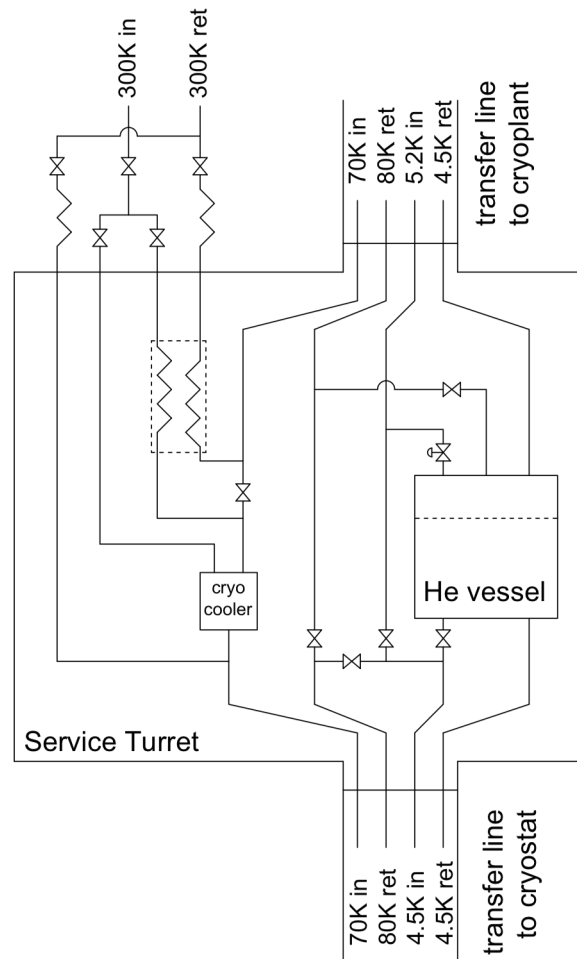 300K in
300K ret
70K in
80K ret
5.2K in
4.5K ret
transfer line
to cryoplant
cryo
cooler
He vessel
Service Turret
70K in
80K ret
4.5K in
4.5K ret
transfer line
to cryostat